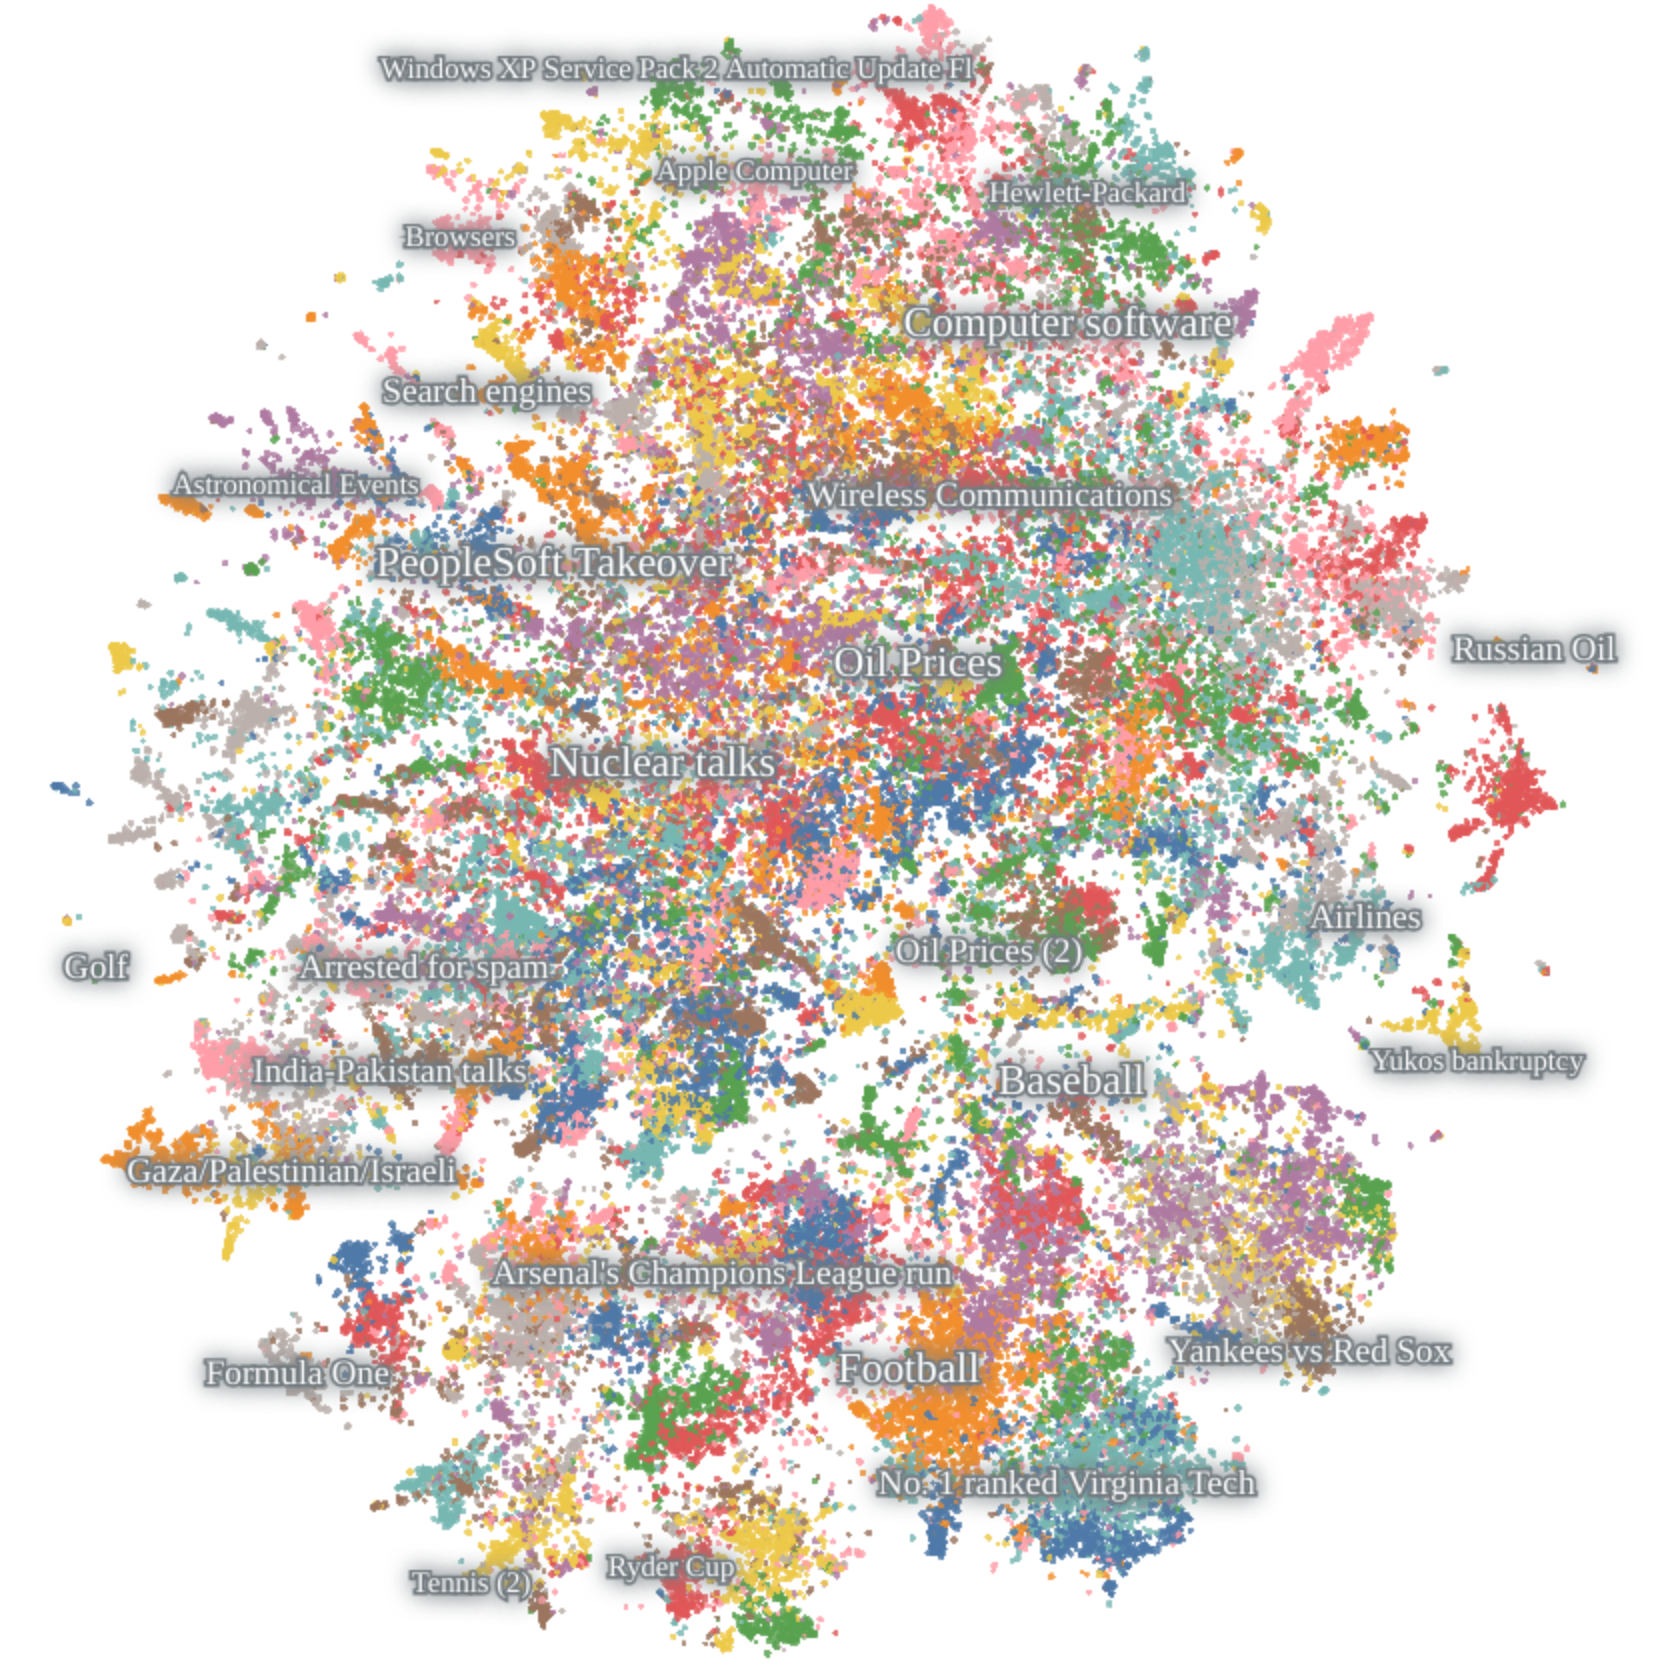 Windows XP Service Pack 2 Automatic Update Fl
Apple Computer
Hewlett-Packard
Browsers
Computer software
Search engines
Astronomical Events
Wireless Communications
PeopleSoft Takeover
Russian Oil
Oil Prices
Nuclear talks
Airlines
Oil Prices (2)
Golf
Arrested for spam
Yukos bankruptcy
India-Pakistan talks
Baseball
Gaza/Palestinian/Israeli
Arsenal's Champions League run
Yankees vs Red Sox
Football
Formula One
No. 1 ranked Virginia Tech
Ryder Cup
Tennis (2)